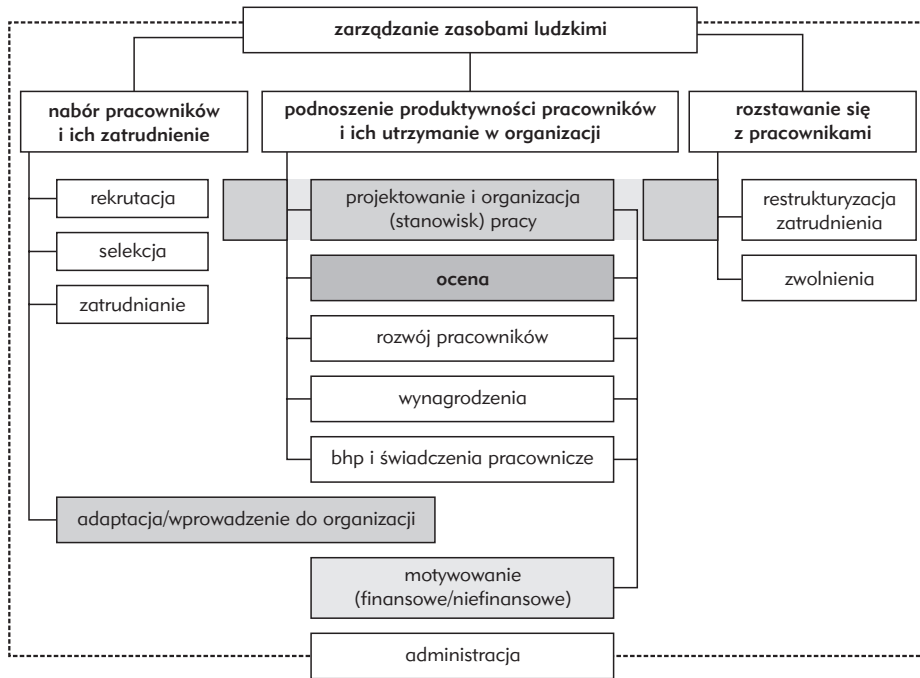 zarządzanie zasobami ludzkimi
nabór pracowników
i ich zatrudnienie
podnoszenie produktywności pracowników
i ich utrzymanie w organizacji
rozstawanie się
z pracownikami
rekrutacja
selekcja
zatrudnianie
projektowanie i organizacja
(stanowisk) pracy
ocena
rozwój pracowników
wynagrodzenia
bhp i świadczenia pracownicze
restrukturyzacja
zatrudnienia
zwolnienia
adaptacja/wprowadzenie do organizacji
motywowanie
(finansowe/niefinansowe)
administracja